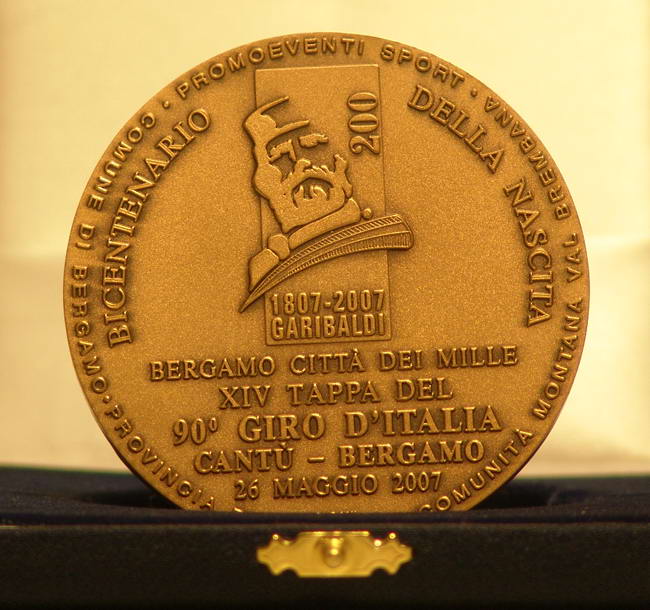 COMUNE DI BERGAMO · PROMOEVENTI SPORT · COMUNITÀ MONTANA VAL BREMBANA
PROVINCIA
BICENTENARIO DELLA NASCITA
200
1807-2007
GARIBALDI
BERGAMO CITTÀ DEI MILLE
XIV TAPPA DEL
90º GIRO D'ITALIA
CANTÙ – BERGAMO
26 MAGGIO 2007